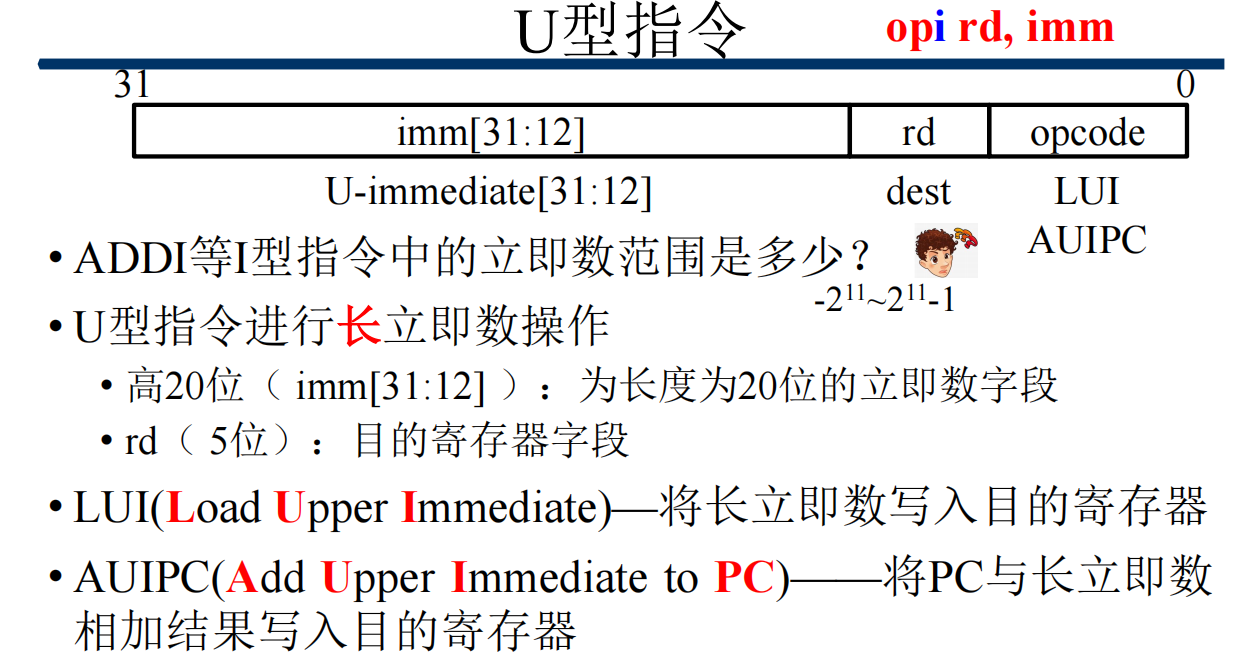 U型指令
opi rd, imm
31 0
imm[31:12] rd opcode
U-immediate[31:12] dest LUI
AUIPC
• ADDI等I型指令中的立即数范围是多少？
-2¹¹~2¹¹-1
• U型指令进行长立即数操作
• 高20位（ imm[31:12] ）：为长度为20位的立即数字段
• rd（ 5位）：目的寄存器字段
• LUI(Load Upper Immediate)—将长立即数写入目的寄存器
• AUIPC(Add Upper Immediate to PC)——将PC与长立即数
相加结果写入目的寄存器